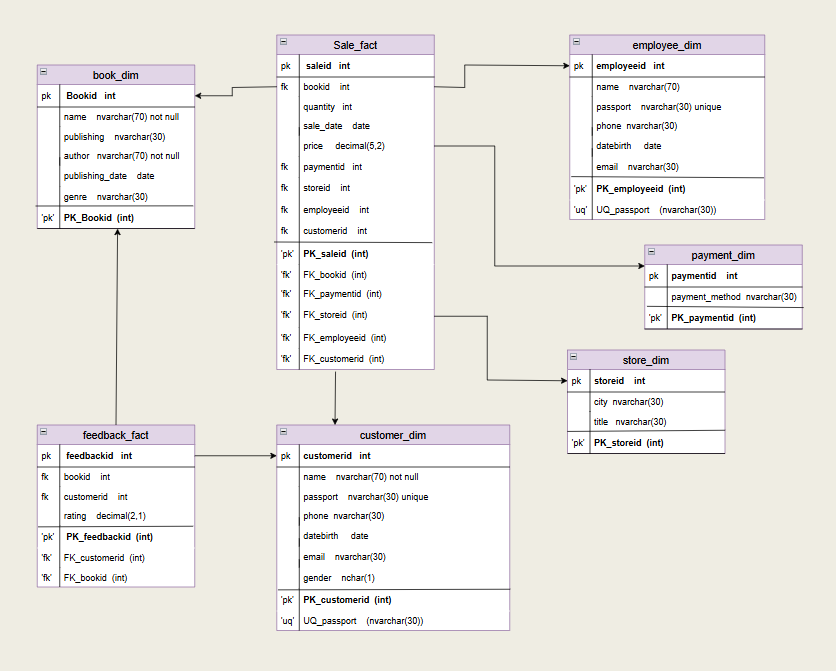 book_dim
pk Bookid int
name nvarchar(70) not null
publishing nvarchar(30)
author nvarchar(70) not null
publishing_date date
genre nvarchar(30)
'pk' PK_Bookid (int)
Sale_fact
pk saleid int
fk bookid int
quantity int
sale_date date
price decimal(5,2)
fk paymentid int
fk storeid int
fk employeeid int
fk customerid int
'pk' PK_saleid (int)
'fk' FK_bookid (int)
'fk' FK_paymentid (int)
'fk' FK_storeid (int)
'fk' FK_employeeid (int)
'fk' FK_customerid (int)
employee_dim
pk employeeid int
name nvarchar(70)
passport nvarchar(30) unique
phone nvarchar(30)
datebirth date
email nvarchar(30)
'pk' PK_employeeid (int)
'uq' UQ_passport (nvarchar(30))
payment_dim
pk paymentid int
payment_method nvarchar(30)
'pk' PK_paymentid (int)
store_dim
pk storeid int
city nvarchar(30)
title nvarchar(30)
'pk' PK_storeid (int)
feedback_fact
pk feedbackid int
fk bookid int
fk customerid int
rating decimal(2,1)
'pk' PK_feedbackid (int)
'fk' FK_customerid (int)
'fk' FK_bookid (int)
customer_dim
pk customerid int
name nvarchar(70) not null
passport nvarchar(30) unique
phone nvarchar(30)
datebirth date
email nvarchar(30)
gender nchar(1)
'pk' PK_customerid (int)
'uq' UQ_passport (nvarchar(30))